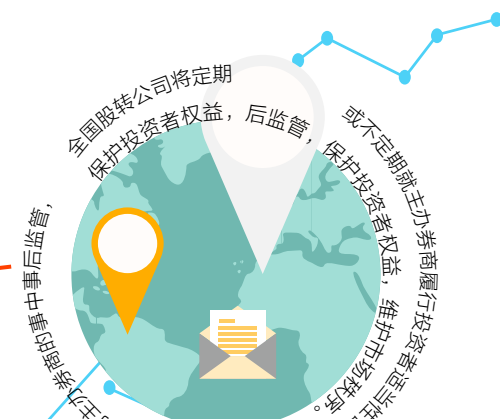 全国股转公司将定期
保护投资者权益，
或不定期就主办券商履行投资者适当性
后监管，保护投资者权益，维护市场秩序。
主办券商的事中事后监管，